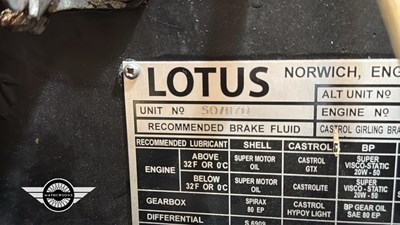 LOTUS NORWICH, ENG
ALT UNIT No
UNIT No
ENGINE No
RECOMMENDED BRAKE FLUID CASTROL GIRLING BRA
RECOMMENDED LUBRICANT SHELL CASTROL BP
ENGINE ABOVE 32F OR 0C SUPER MOTOR OIL CASTROL GTX SUPER VISCO-STATIC 20W - 50
BELOW 32F OR 0C SUPER MOTOR OIL CASTROLITE SUPER VISCO-STATIC 20W - 50
GEARBOX SPIRAX 80 EP CASTROL HYPOY LIGHT BP GEAR OIL SAE 80 EP
DIFFERENTIAL S 6909
MATHEWSONS